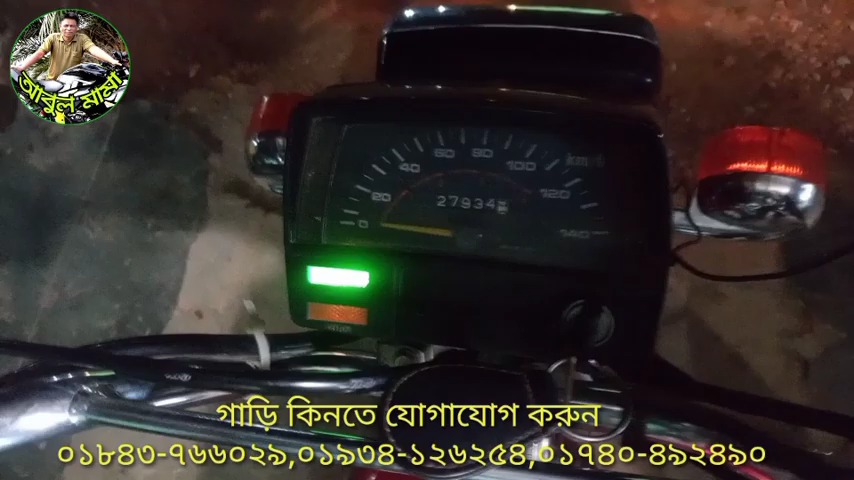 আবুল মামা
km/h
0 20 40 60 80 100 120 140
27934
গাড়ি কিনতে যোগাযোগ করুন
০১৮৪৩-৭৬৬০২৯,০১৯৩৪-১২৬২৫৪,০১৭৪০-৪৯২৪৯০